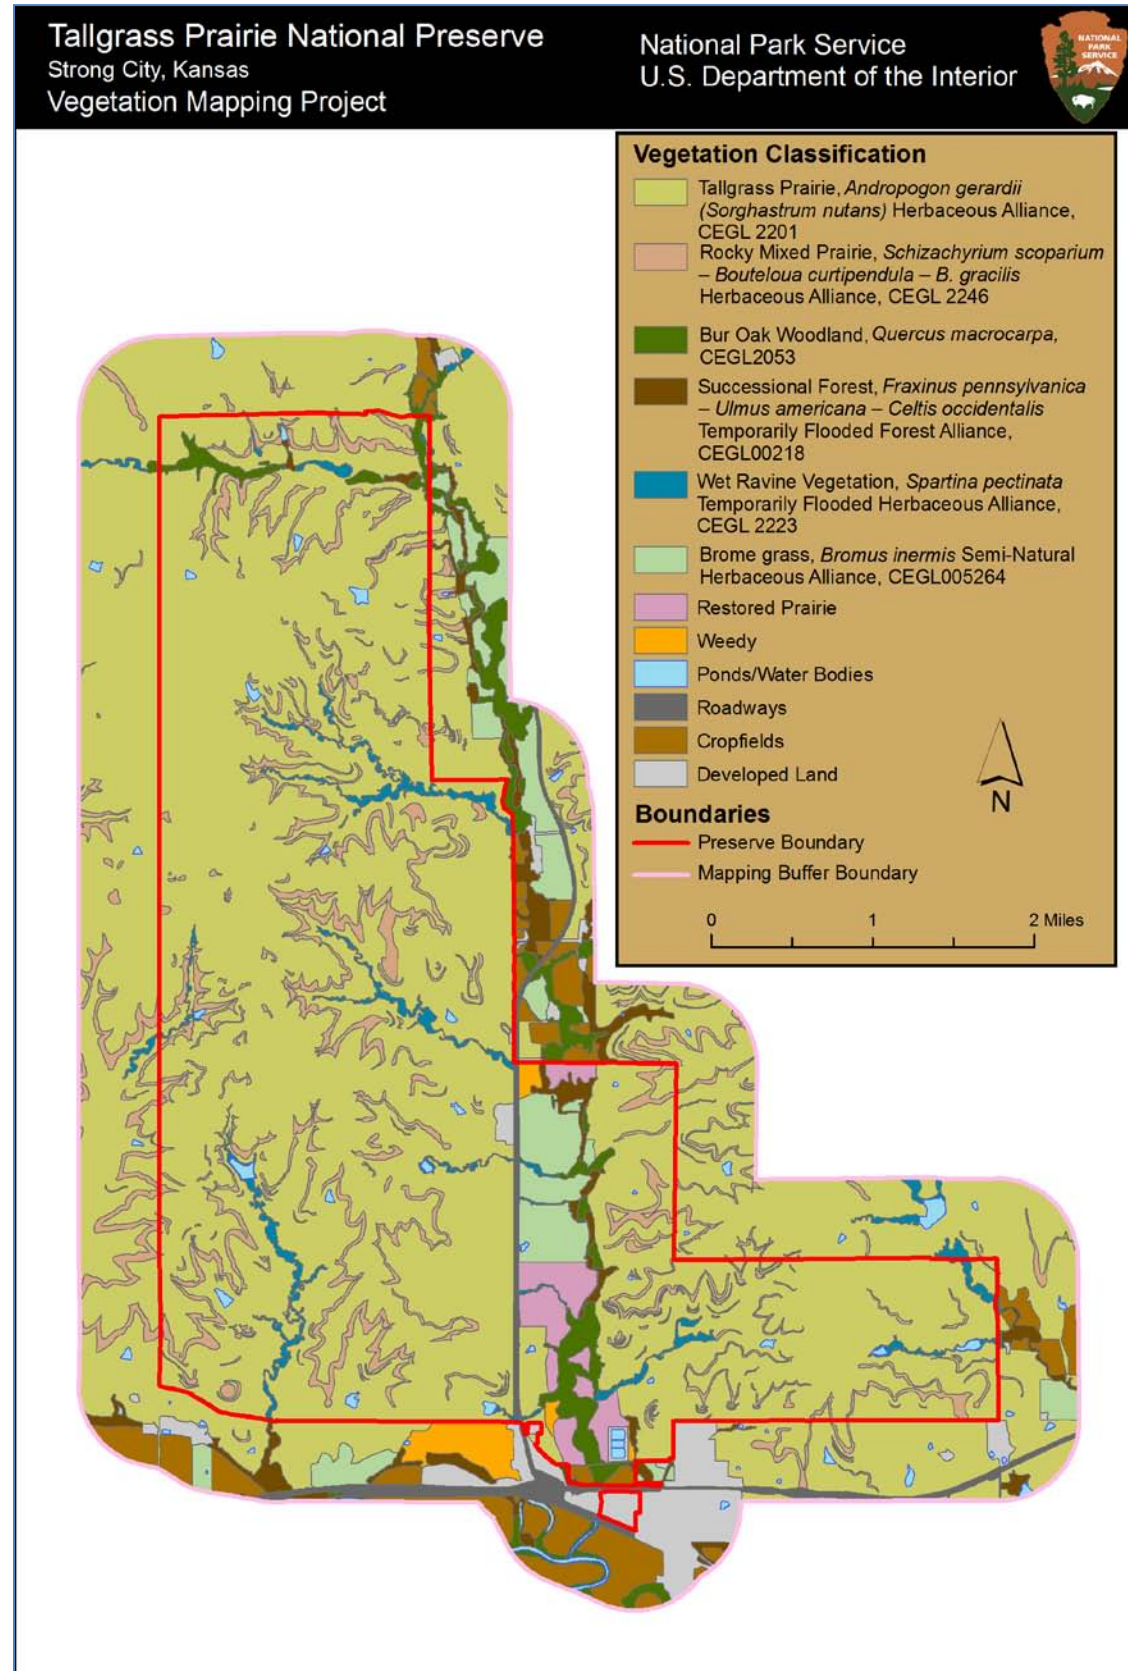 Tallgrass Prairie National Preserve
Strong City, Kansas
Vegetation Mapping Project
National Park Service
U.S. Department of the Interior
NATIONAL
PARK
SERVICE
Vegetation Classification
Tallgrass Prairie, Andropogon gerardii
(Sorghastrum nutans) Herbaceous Alliance,
CEGL 2201
Rocky Mixed Prairie, Schizachyrium scoparium
– Bouteloua curtipendula – B. gracilis
Herbaceous Alliance, CEGL 2246
Bur Oak Woodland, Quercus macrocarpa,
CEGL2053
Successional Forest, Fraxinus pennsylvanica
– Ulmus americana – Celtis occidentalis
Temporarily Flooded Forest Alliance,
CEGL00218
Wet Ravine Vegetation, Spartina pectinata
Temporarily Flooded Herbaceous Alliance,
CEGL 2223
Brome grass, Bromus inermis Semi-Natural
Herbaceous Alliance, CEGL005264
Restored Prairie
Weedy
Ponds/Water Bodies
Roadways
Cropfields
Developed Land
N
Boundaries
Preserve Boundary
Mapping Buffer Boundary
0 1 2 Miles